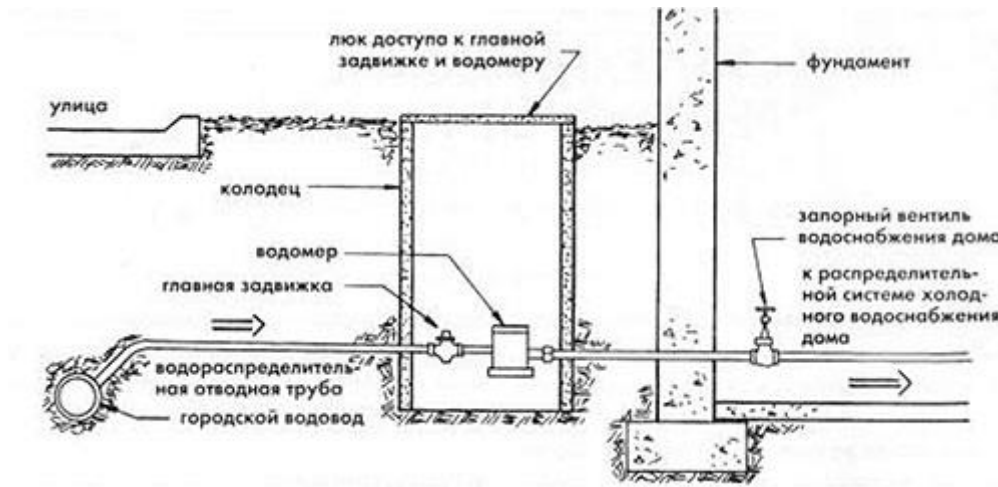 люк доступа к главной
задвижке и водомеру
фундамент
улица
колодец
запорный вентиль
водоснабжения дома
водомер
к распределитель-
ной системе холод-
ного водоснабжения
дома
главная задвижка
водораспределитель-
ная отводная труба
городской водовод